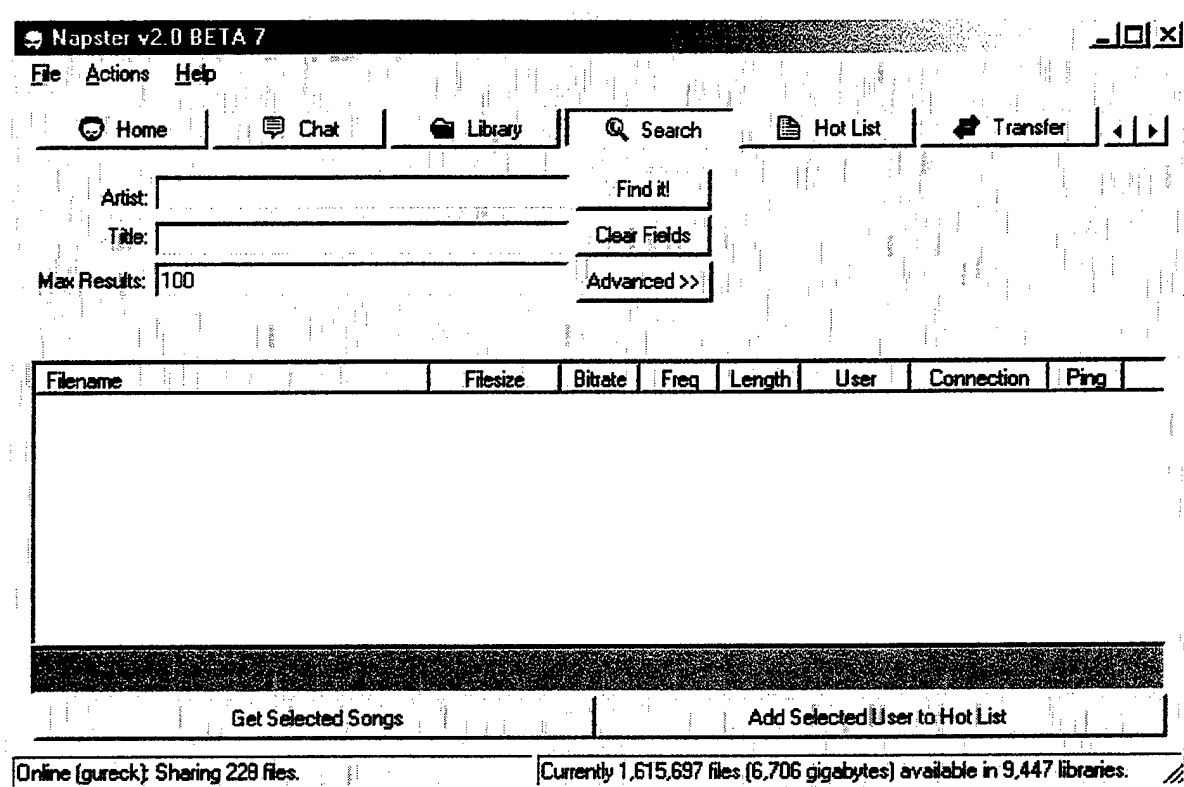 Napster v2.0 BETA 7
File Actions Help
Home Chat Library Search Hot List Transfer
Artist: Find it!
Title: Clear Fields
Max Results: 100 Advanced >>
Filename Filesize Bitrate Freq Length User Connection Ping
Get Selected Songs Add Selected User to Hot List
Online (gureck): Sharing 228 files. Currently 1,615,697 files (6,706 gigabytes) available in 9,447 libraries.